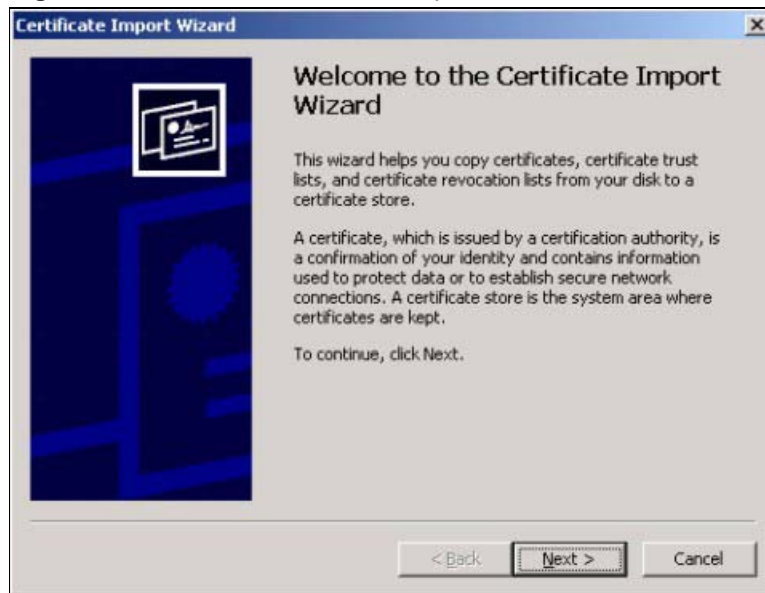 Certificate Import Wizard
Welcome to the Certificate Import
Wizard
This wizard helps you copy certificates, certificate trust
lists, and certificate revocation lists from your disk to a
certificate store.
A certificate, which is issued by a certification authority, is
a confirmation of your identity and contains information
used to protect data or to establish secure network
connections. A certificate store is the system area where
certificates are kept.
To continue, click Next.
< Back Next > Cancel